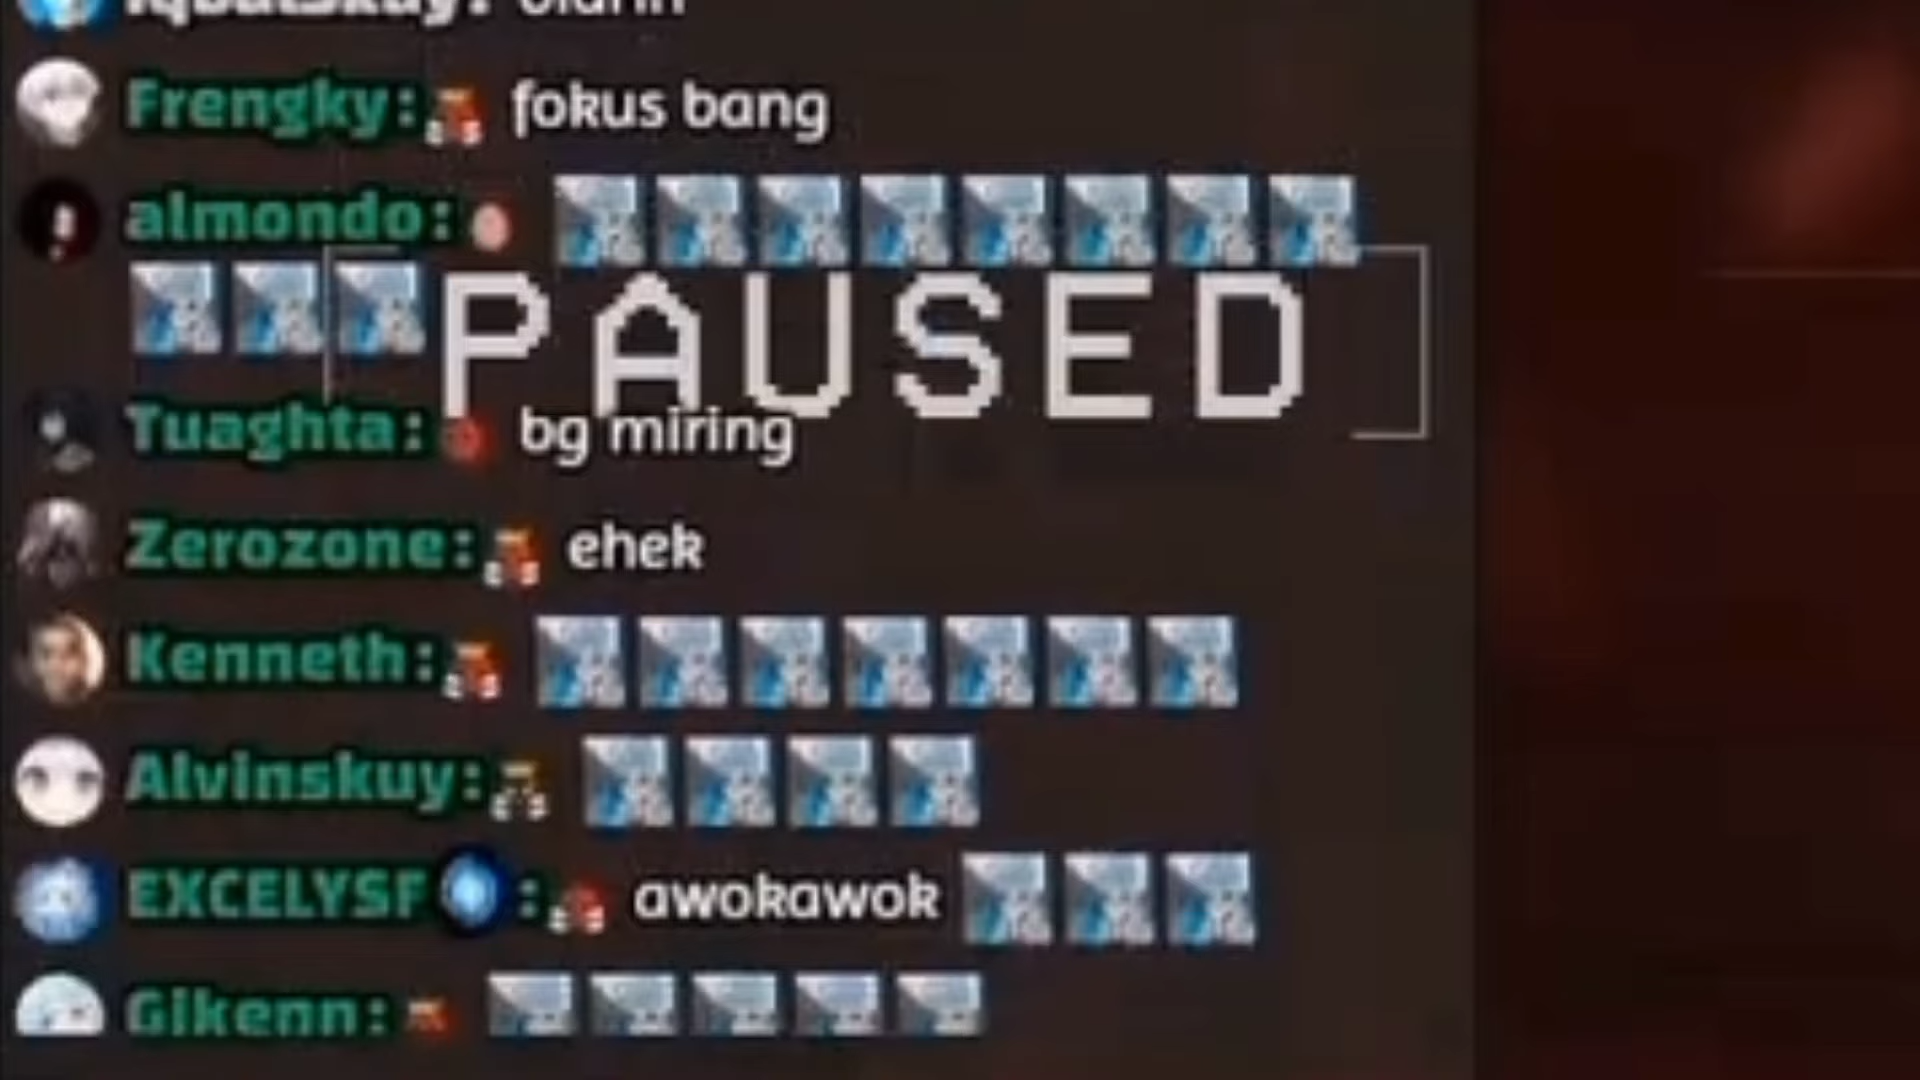 Frengky: fokus bang
almondo:
PAUSED
Tuaghta: bg miring
Zerozone: ehek
Kenneth:
Alvinskuy:
EXCELYSF: awokawok
Gikenn: